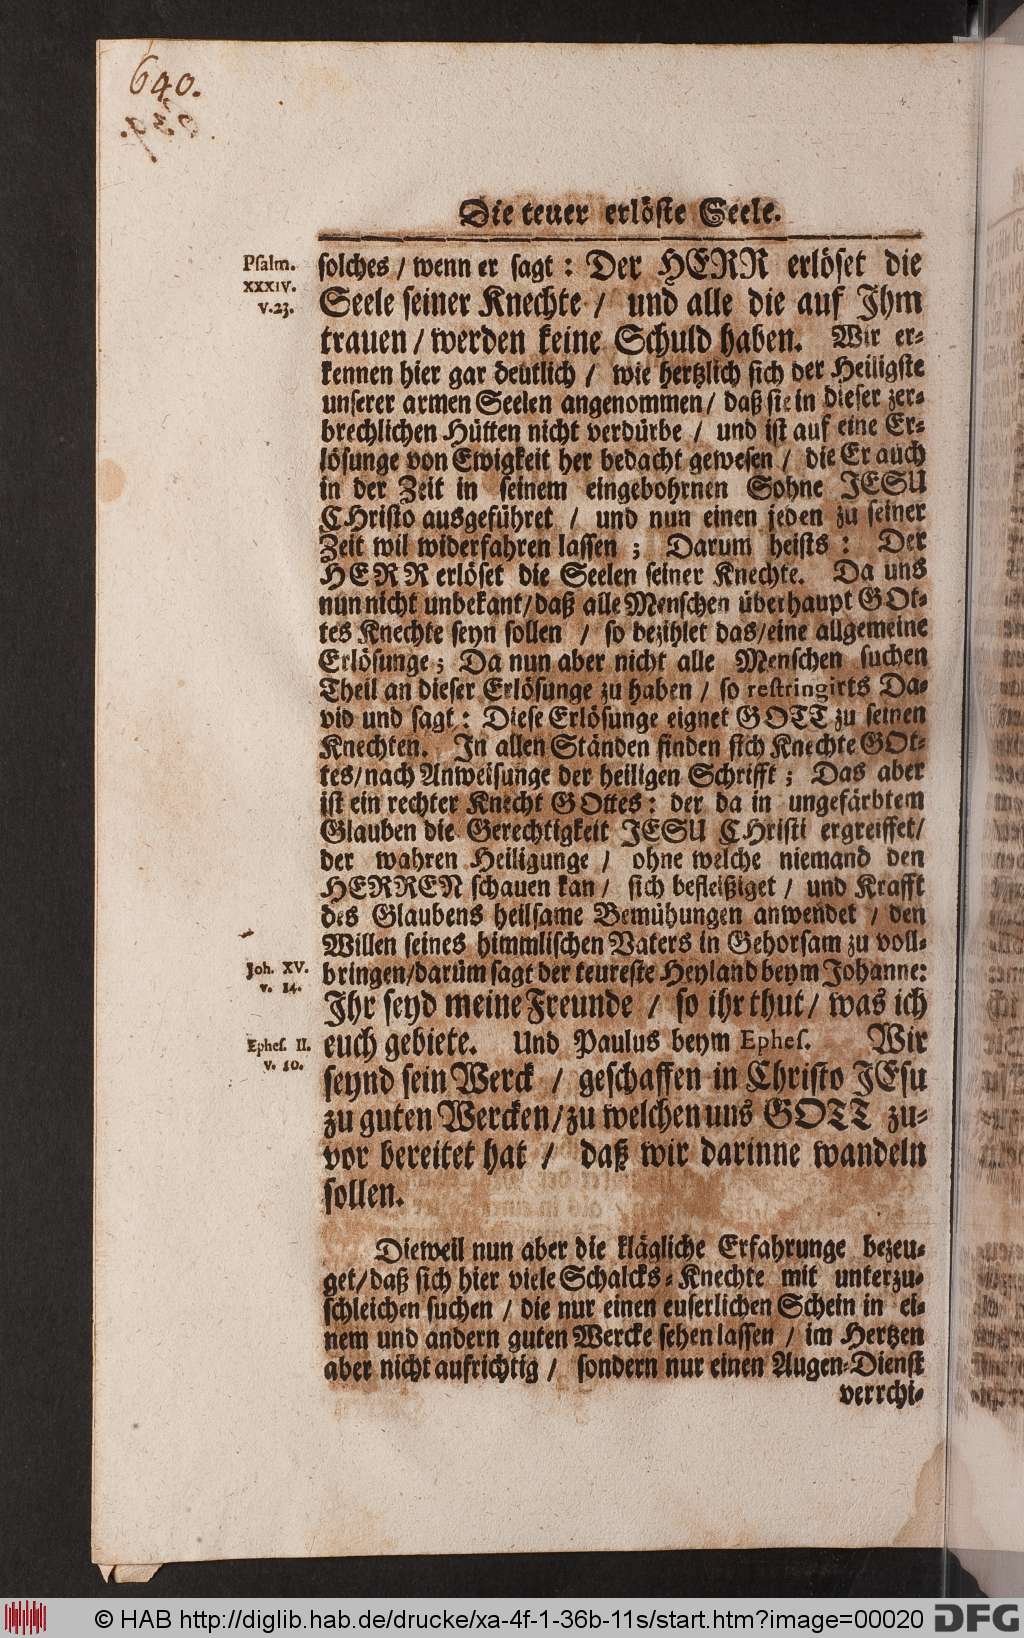 640.
Die teuer erlöste Seele.
Psalm.
XXXIV.
v. 23.
solches / wenn er sagt: Der HERR erlöset die
Seele seiner Knechte / und alle die auf Ihm
trauen / werden keine Schuld haben. Wir er-
kennen hier gar deutlich / wie hertzlich sich der Heiligste
unserer armen Seelen angenommen / daß sie in dieser zer-
brechlichen Hütten nicht verdürbe / und ist auf eine Er-
lösunge von Ewigkeit her bedacht gewesen / die Er auch
in der Zeit in seinem eingebohrnen Sohne JESU
CHristo ausgeführet / und nun einen jeden zu seiner
Zeit wil widerfahren lassen; Darum heists: Der
HERR erlöset die Seelen seiner Knechte. Da uns
nun nicht unbekant / daß alle Menschen überhaupt GOt-
tes Knechte seyn sollen / so bezihlet das / eine allgemeine
Erlösunge; Da nun aber nicht alle Menschen suchen
Theil an dieser Erlösunge zu haben / so restringirts Da-
vid und sagt: Diese Erlösunge eignet GOTT zu seinen
Knechten. In allen Ständen finden sich Knechte GOt-
tes / nach Anweisunge der heiligen Schrifft; Das aber
ist ein rechter Knecht GOttes: der da in ungefärbtem
Glauben die Gerechtigkeit JESU CHristi ergreiffet /
der wahren Heiligunge / ohne welche niemand den
HERREN schauen kan / sich befleißiget / und Krafft
des Glaubens heilsame Bemühungen anwendet / den
Willen seines himmlischen Vaters in Gehorsam zu voll-
Joh. XV.
v. 14.
bringen / darüm sagt der teureste Heyland beym Johanne:
Ihr seyd meine Freunde / so ihr thut / was ich
Ephes. II.
v. 10.
euch gebiete. Und Paulus beym Ephes. Wir
seynd sein Werck / geschaffen in Christo JEsu
zu guten Wercken / zu welchen uns GOTT zu-
vor bereitet hat / daß wir darinne wandeln
sollen.
Dieweil nun aber die klägliche Erfahrunge bezeu-
get / daß sich hier viele Schalcks-Knechte mit unterzu-
schleichen suchen / die nur einen euserlichen Schein in ei-
nem und andern guten Wercke sehen lassen / im Hertzen
aber nicht aufrichtig / sondern nur einen Augen-Dienst
verrchi-
© HAB http://diglib.hab.de/drucke/xa-4f-1-36b-11s/start.htm?image=00020
DFG